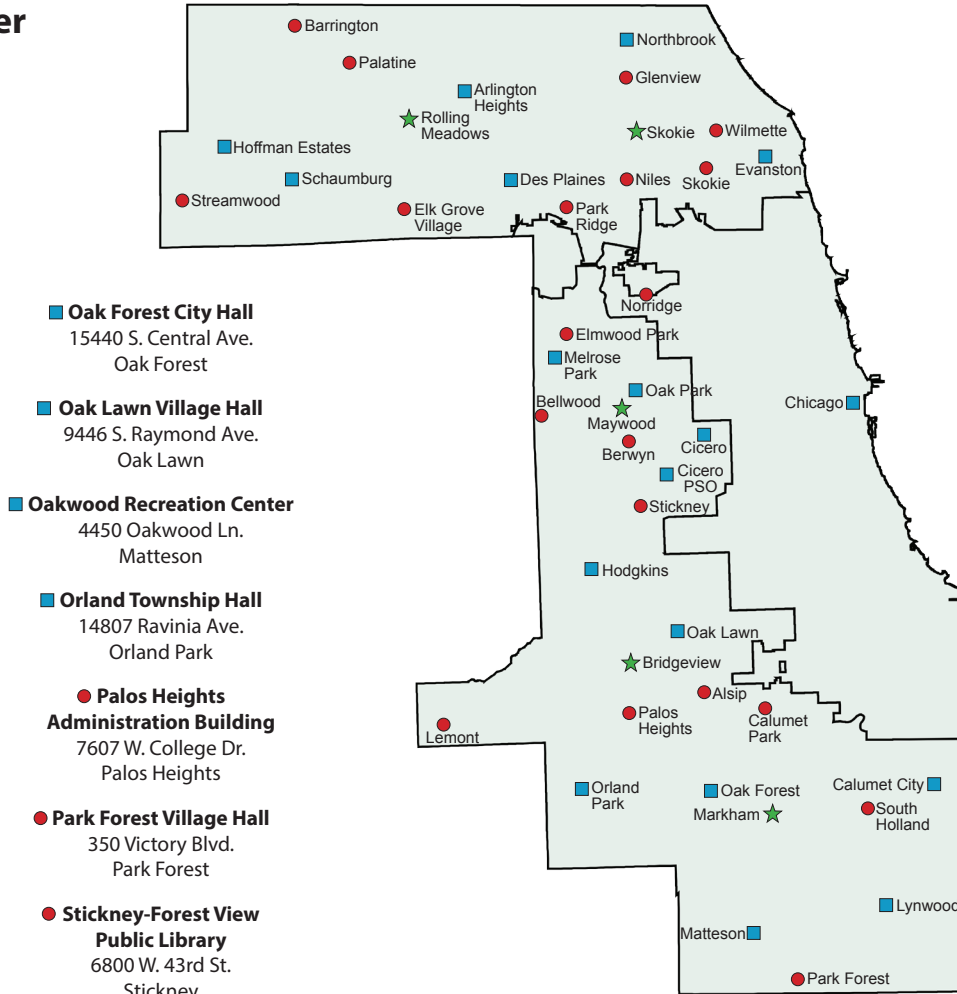 er
Oak Forest City Hall
15440 S. Central Ave.
Oak Forest
Oak Lawn Village Hall
9446 S. Raymond Ave.
Oak Lawn
Oakwood Recreation Center
4450 Oakwood Ln.
Matteson
Orland Township Hall
14807 Ravinia Ave.
Orland Park
Palos Heights
Administration Building
7607 W. College Dr.
Palos Heights
Park Forest Village Hall
350 Victory Blvd.
Park Forest
Stickney-Forest View
Public Library
6800 W. 43rd St.
Stickney
Barrington
Northbrook
Palatine
Glenview
Arlington
Heights
Rolling
Meadows
Skokie
Wilmette
Hoffman Estates
Evanston
Schaumburg
Des Plaines
Niles
Skokie
Streamwood
Elk Grove
Village
Park
Ridge
Norridge
Elmwood Park
Melrose
Park
Oak Park
Bellwood
Maywood
Chicago
Cicero
Berwyn
Cicero
PSO
Stickney
Hodgkins
Oak Lawn
Bridgeview
Alsip
Palos
Heights
Calumet
Park
Lemont
Orland
Park
Oak Forest
Calumet City
Markham
South
Holland
Lynwood
Matteson
Park Forest